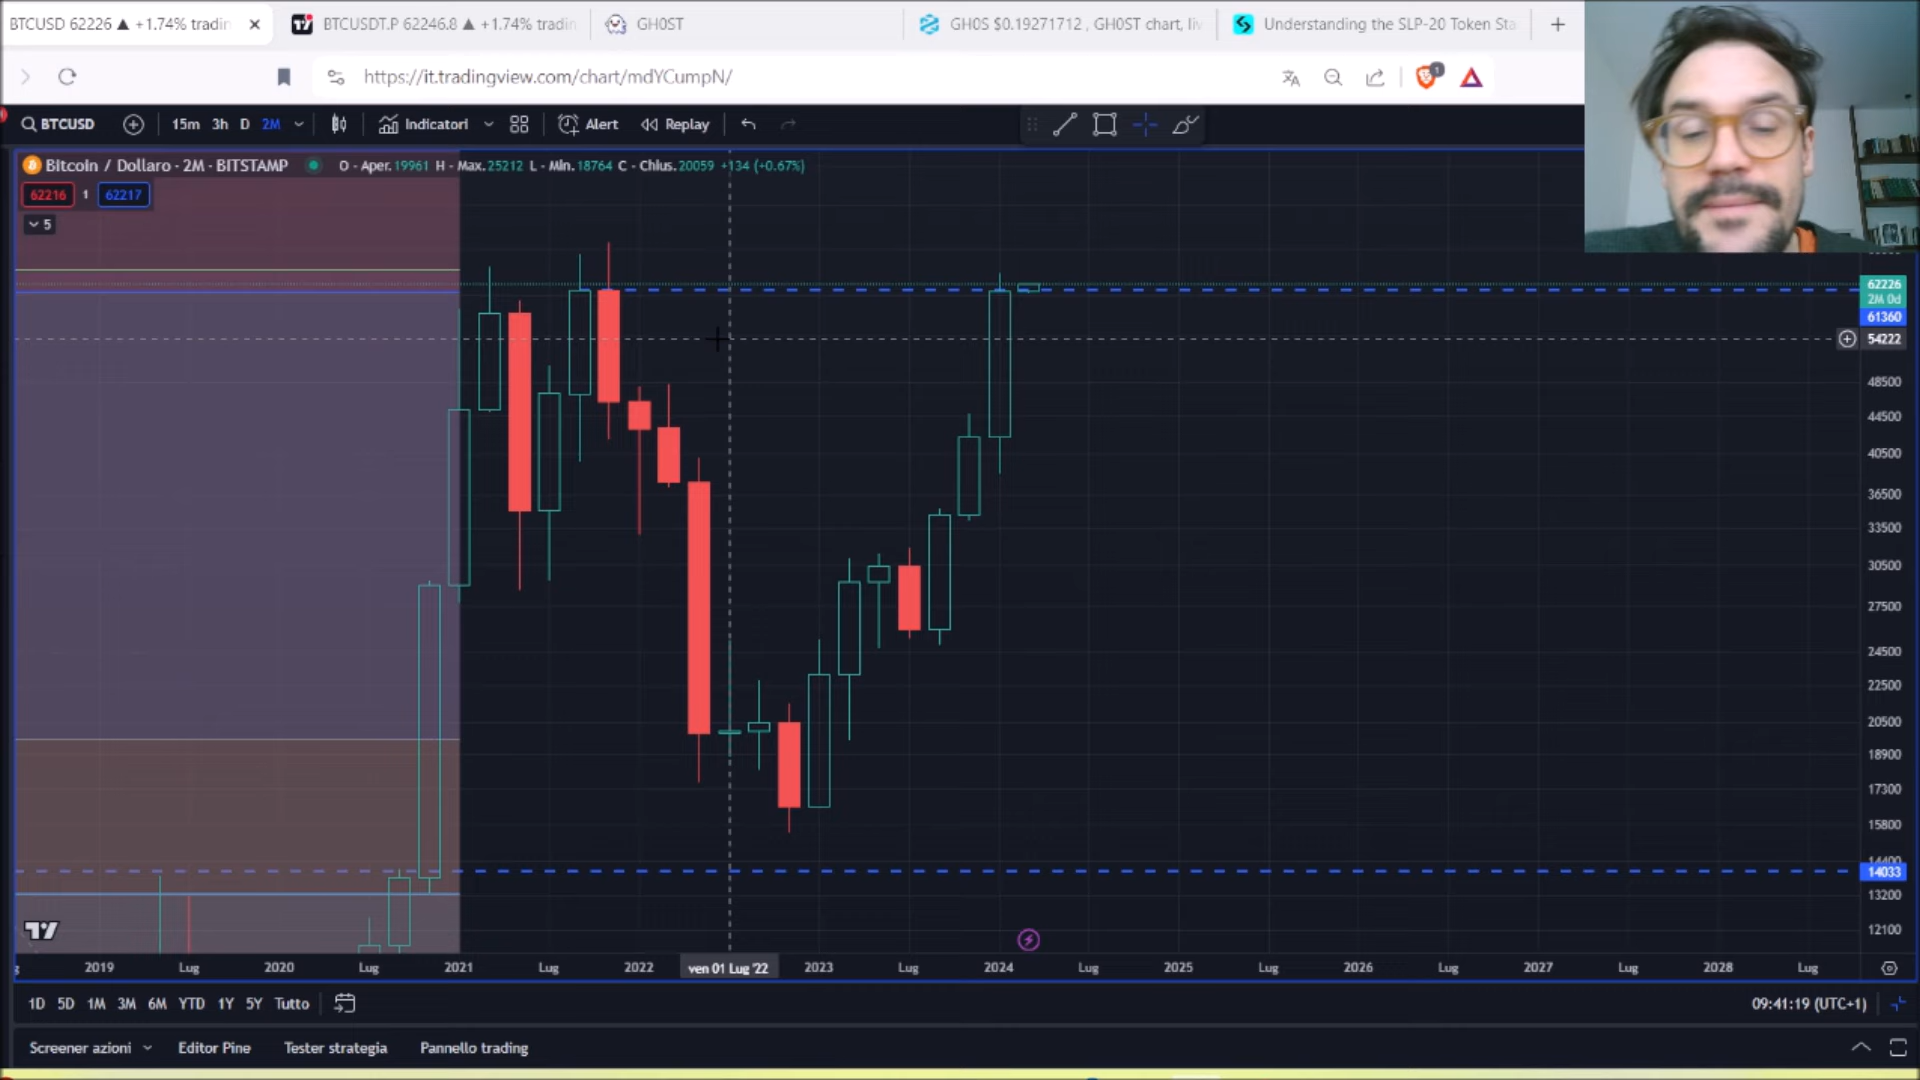 BTCUSD 62226 ▲ +1.74% tradin
BTCUSDT.P 62246.8 ▲ +1.74% tradin
GH0ST
GH0S $0.19271712 , GH0ST chart, liv
Understanding the SLP-20 Token Sta
https://it.tradingview.com/chart/mdYCumpN/
1
BTCUSD
15m 3h D 2M
Indicatori
Alert
Replay
Bitcoin / Dollaro · 2M · BITSTAMP
O - Aper.19961 H - Max.25212 L - Min.18764 C - Chius.20059 +134 (+0.67%)
62216 1 62217
5
62226
2M 0d
61360
54222
48500
44500
40500
36500
33500
30500
27500
24500
22500
20500
18900
17300
15800
14400
14033
13200
12100
2019 Lug 2020 Lug 2021 Lug 2022 ven 01 Lug '22 2023 Lug 2024 Lug 2025 Lug 2026 Lug 2027 Lug 2028 Lug
1D 5D 1M 3M 6M YTD 1Y 5Y Tutto
09:41:19 (UTC+1)
Screener azioni Editor Pine Tester strategia Pannello trading